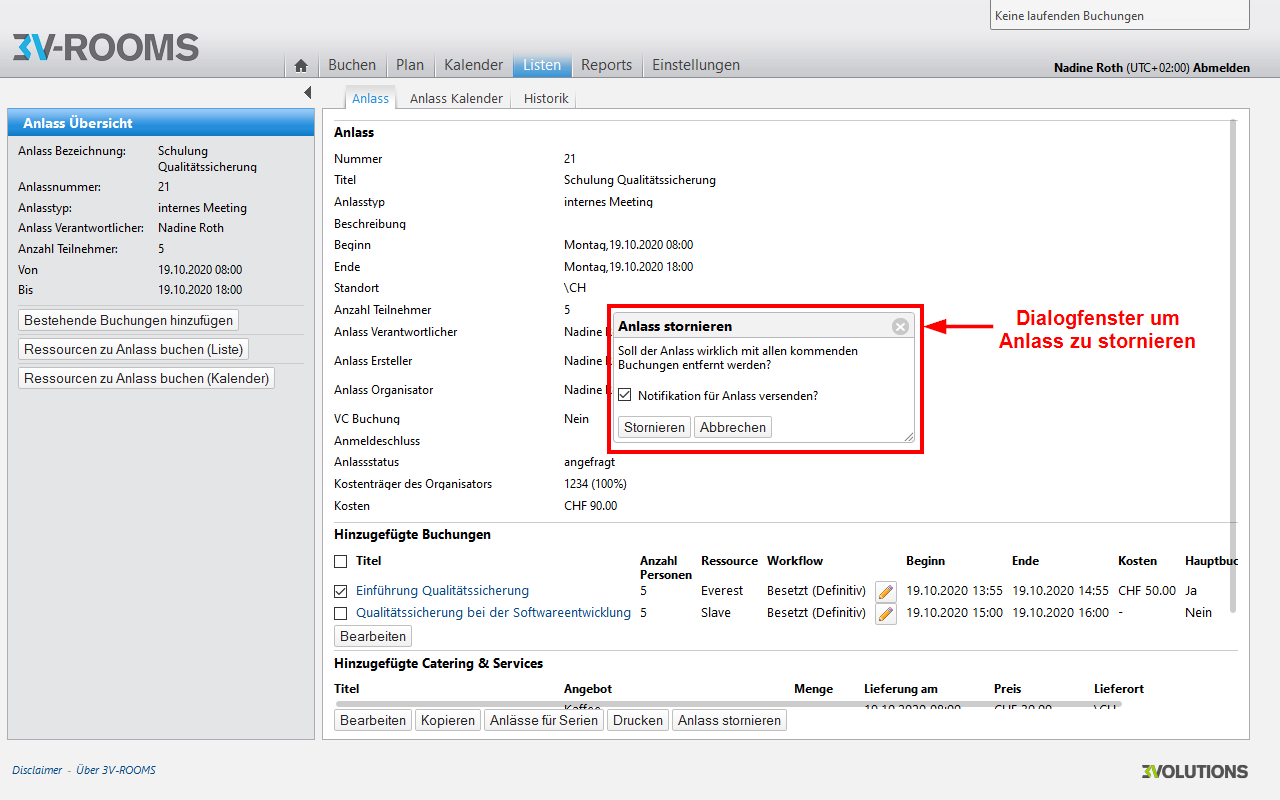 Keine laufenden Buchungen
3V-ROOMS
Buchen Plan Kalender Listen Reports Einstellungen
Nadine Roth (UTC+02:00) Abmelden
Anlass Anlass Kalender Historik
Anlass Übersicht
Anlass Bezeichnung: Schulung
Qualitätssicherung
Anlassnummer: 21
Anlasstyp: internes Meeting
Anlass Verantwortlicher: Nadine Roth
Anzahl Teilnehmer: 5
Von 19.10.2020 08:00
Bis 19.10.2020 18:00
Bestehende Buchungen hinzufügen
Ressourcen zu Anlass buchen (Liste)
Ressourcen zu Anlass buchen (Kalender)
Anlass
Nummer 21
Titel Schulung Qualitätssicherung
Anlasstyp internes Meeting
Beschreibung
Beginn Montag,19.10.2020 08:00
Ende Montag,19.10.2020 18:00
Standort \CH
Anzahl Teilnehmer 5
Anlass Verantwortlicher Nadine
Anlass Ersteller Nadine
Anlass Organisator Nadine
VC Buchung Nein
Anmeldeschluss
Anlassstatus angefragt
Kostenträger des Organisators 1234 (100%)
Kosten CHF 90.00
Anlass stornieren
Soll der Anlass wirklich mit allen kommenden
Buchungen entfernt werden?
Notifikation für Anlass versenden?
Stornieren Abbrechen
Dialogfenster um
Anlass zu stornieren
Hinzugefügte Buchungen
Titel Anzahl Personen Ressource Workflow Beginn Ende Kosten Hauptbuc
Einführung Qualitätssicherung 5 Everest Besetzt (Definitiv) 19.10.2020 13:55 19.10.2020 14:55 CHF 50.00 Ja
Qualitätssicherung bei der Softwareentwicklung 5 Slave Besetzt (Definitiv) 19.10.2020 15:00 19.10.2020 16:00 - Nein
Bearbeiten
Hinzugefügte Catering & Services
Titel Angebot Menge Lieferung am Preis Lieferort
Kaffee 19.10.2020 08:00 CHF 20.00 \CH
Bearbeiten Kopieren Anlässe für Serien Drucken Anlass stornieren
Disclaimer - Über 3V-ROOMS
3VOLUTIONS